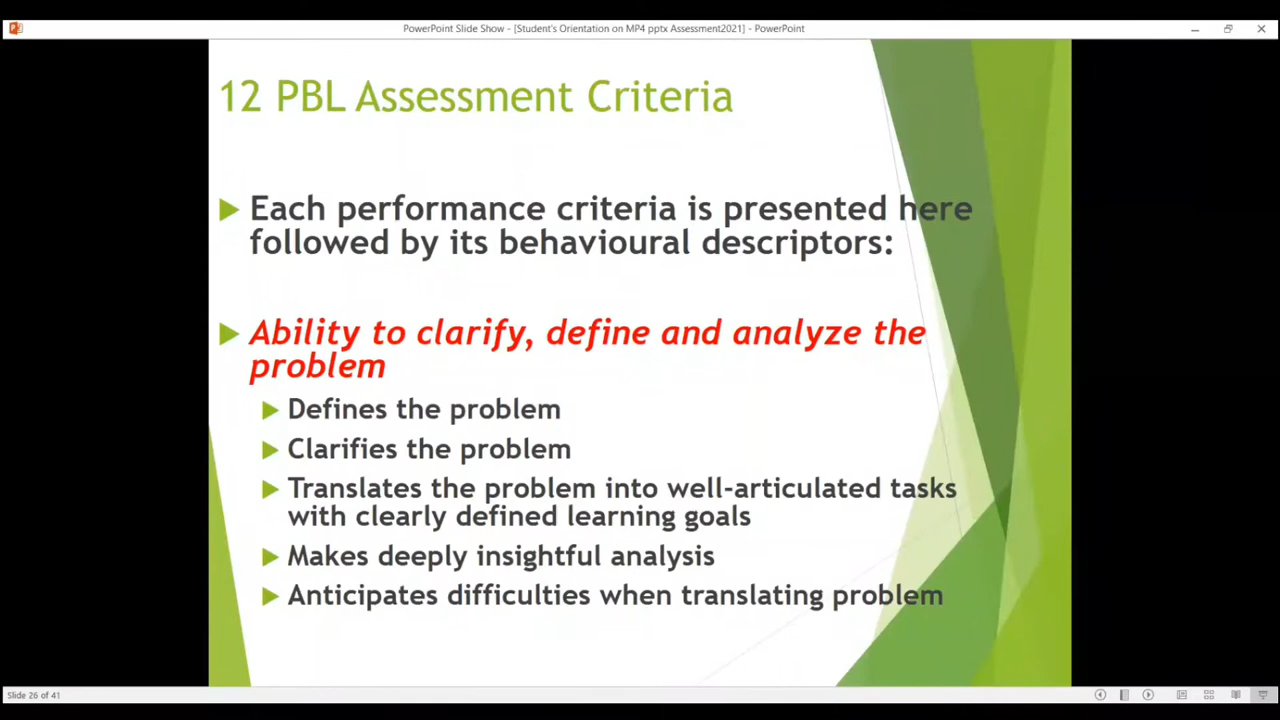 PowerPoint Slide Show - [Student's Orientation on MP4 pptx Assessment2021] - PowerPoint
12 PBL Assessment Criteria
Each performance criteria is presented here
followed by its behavioural descriptors:
Ability to clarify, define and analyze the
problem
Defines the problem
Clarifies the problem
Translates the problem into well-articulated tasks
with clearly defined learning goals
Makes deeply insightful analysis
Anticipates difficulties when translating problem
Slide 26 of 41